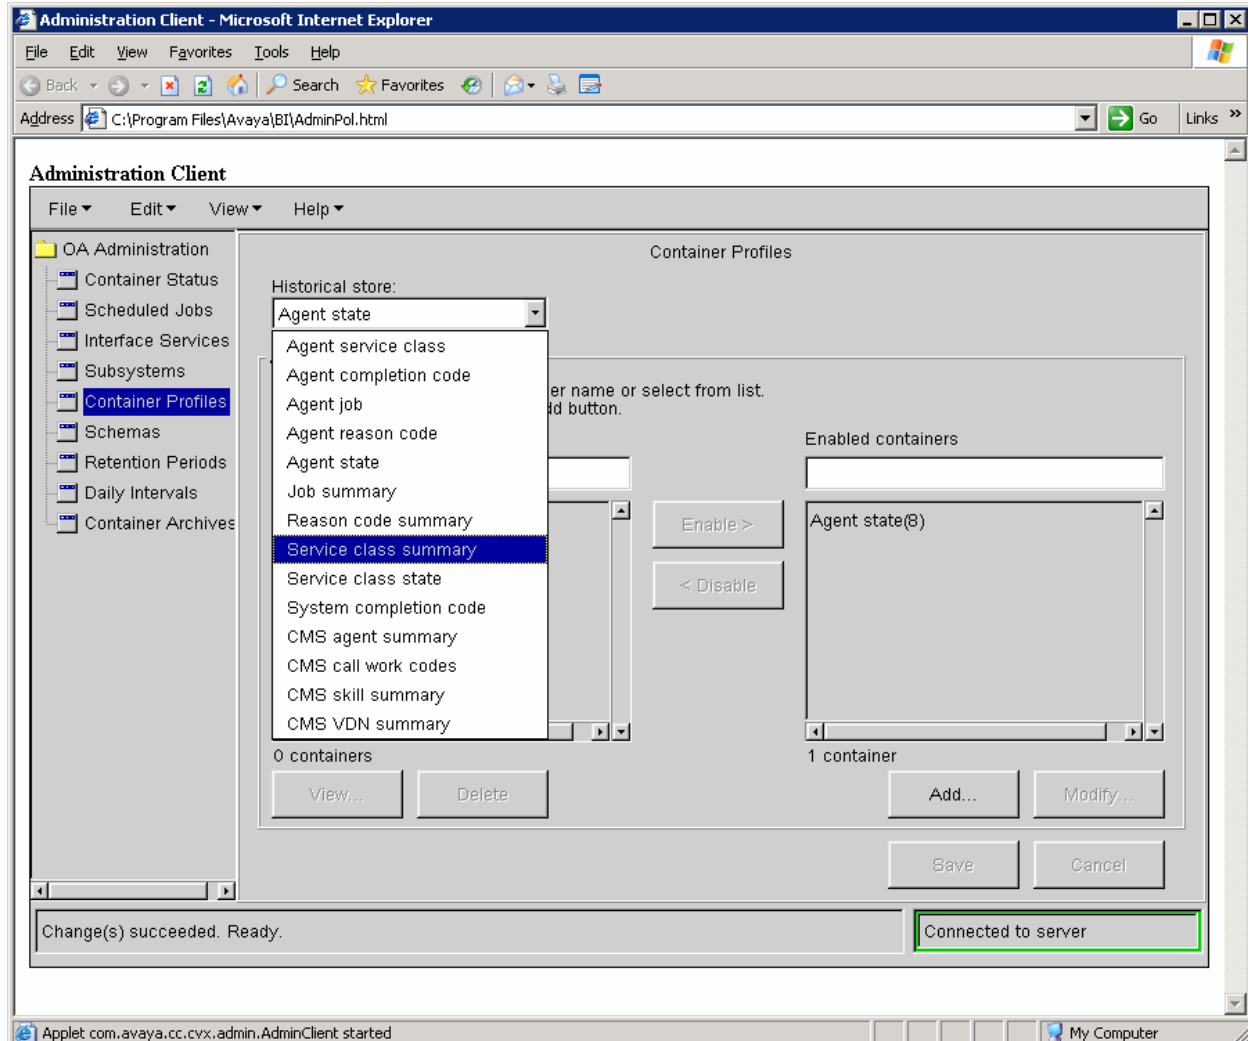 Administration Client - Microsoft Internet Explorer
File Edit View Favorites Tools Help
Back Search Favorites
Address C:\Program Files\Avaya\BI\AdminPol.html Go Links »
Administration Client
File Edit View Help
OA Administration
Container Status
Scheduled Jobs
Interface Services
Subsystems
Container Profiles
Schemas
Retention Periods
Daily Intervals
Container Archives
Container Profiles
Historical store:
Agent state
Agent service class
Agent completion code
Agent job
Agent reason code
Agent state
Job summary
Reason code summary
Service class summary
Service class state
System completion code
CMS agent summary
CMS call work codes
CMS skill summary
CMS VDN summary
er name or select from list.
dd button.
Enable >
< Disable
Enabled containers
Agent state(8)
0 containers
1 container
View... Delete
Add... Modify...
Save Cancel
Change(s) succeeded. Ready.
Connected to server
Applet com.avaya.cc.cvx.admin.AdminClient started
My Computer